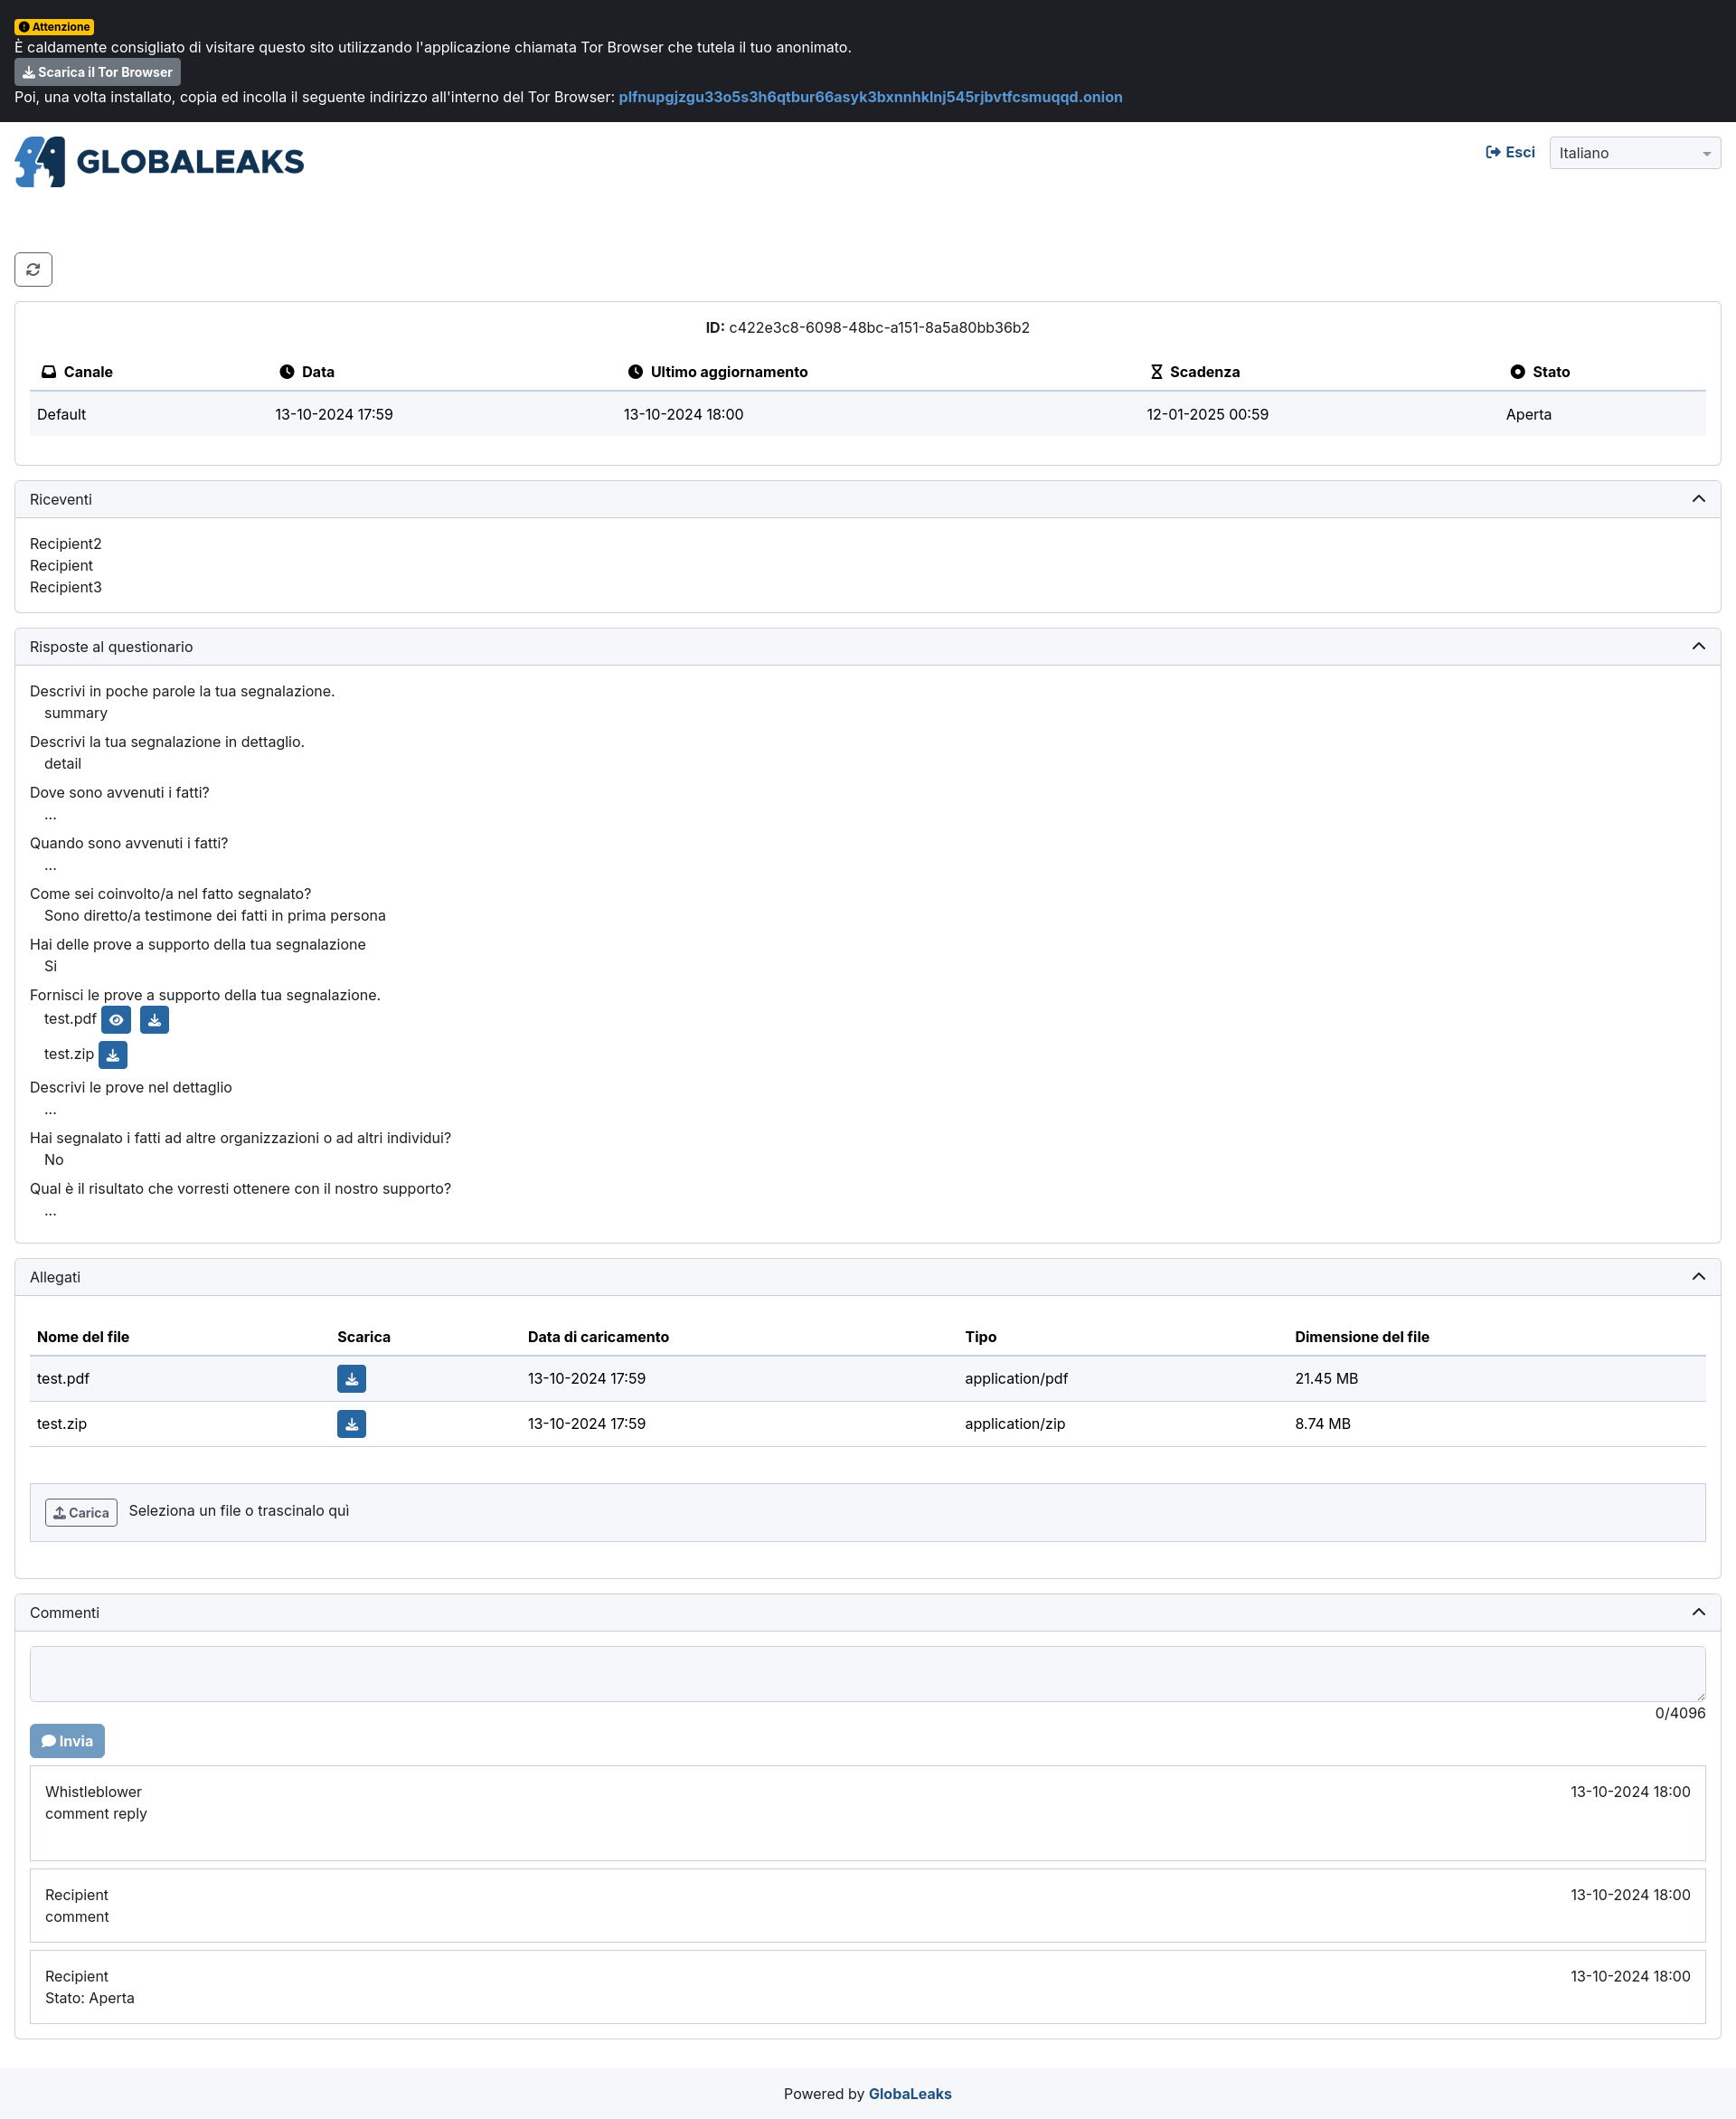 Attenzione
È caldamente consigliato di visitare questo sito utilizzando l'applicazione chiamata Tor Browser che tutela il tuo anonimato.
Scarica il Tor Browser
Poi, una volta installato, copia ed incolla il seguente indirizzo all'interno del Tor Browser: plfnupgjzgu33o5s3h6qtbur66asyk3bxnnhklnj545rjbvtfcsmuqqd.onion
GLOBALEAKS
Esci
Italiano
ID: c422e3c8-6098-48bc-a151-8a5a80bb36b2
Canale Data Ultimo aggiornamento Scadenza Stato
Default 13-10-2024 17:59 13-10-2024 18:00 12-01-2025 00:59 Aperta
Riceventi
Recipient2
Recipient
Recipient3
Risposte al questionario
Descrivi in poche parole la tua segnalazione.
summary
Descrivi la tua segnalazione in dettaglio.
detail
Dove sono avvenuti i fatti?
...
Quando sono avvenuti i fatti?
...
Come sei coinvolto/a nel fatto segnalato?
Sono diretto/a testimone dei fatti in prima persona
Hai delle prove a supporto della tua segnalazione
Si
Fornisci le prove a supporto della tua segnalazione.
test.pdf
test.zip
Descrivi le prove nel dettaglio
...
Hai segnalato i fatti ad altre organizzazioni o ad altri individui?
No
Qual è il risultato che vorresti ottenere con il nostro supporto?
...
Allegati
Nome del file Scarica Data di caricamento Tipo Dimensione del file
test.pdf 13-10-2024 17:59 application/pdf 21.45 MB
test.zip 13-10-2024 17:59 application/zip 8.74 MB
Carica Seleziona un file o trascinalo quì
Commenti
0/4096
Invia
Whistleblower 13-10-2024 18:00
comment reply
Recipient 13-10-2024 18:00
comment
Recipient 13-10-2024 18:00
Stato: Aperta
Powered by GlobaLeaks